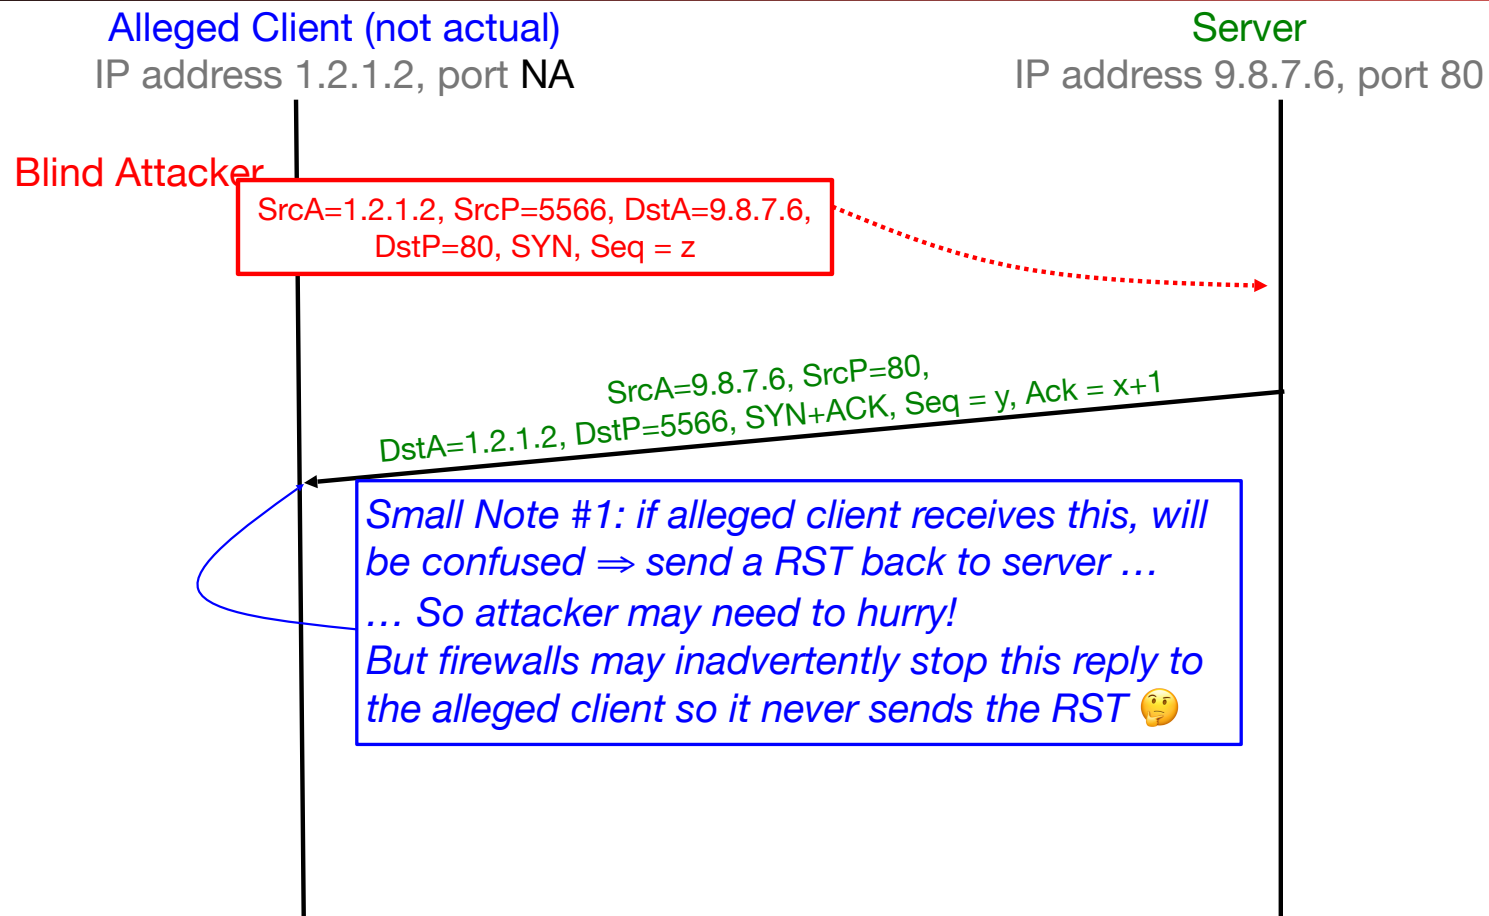 Alleged Client (not actual)
IP address 1.2.1.2, port NA
Server
IP address 9.8.7.6, port 80
Blind Attacker
SrcA=1.2.1.2, SrcP=5566, DstA=9.8.7.6,
DstP=80, SYN, Seq = z
SrcA=9.8.7.6, SrcP=80,
DstA=1.2.1.2, DstP=5566, SYN+ACK, Seq = y, Ack = x+1
Small Note #1: if alleged client receives this, will
be confused ⇒ send a RST back to server …
… So attacker may need to hurry!
But firewalls may inadvertently stop this reply to
the alleged client so it never sends the RST 🤔